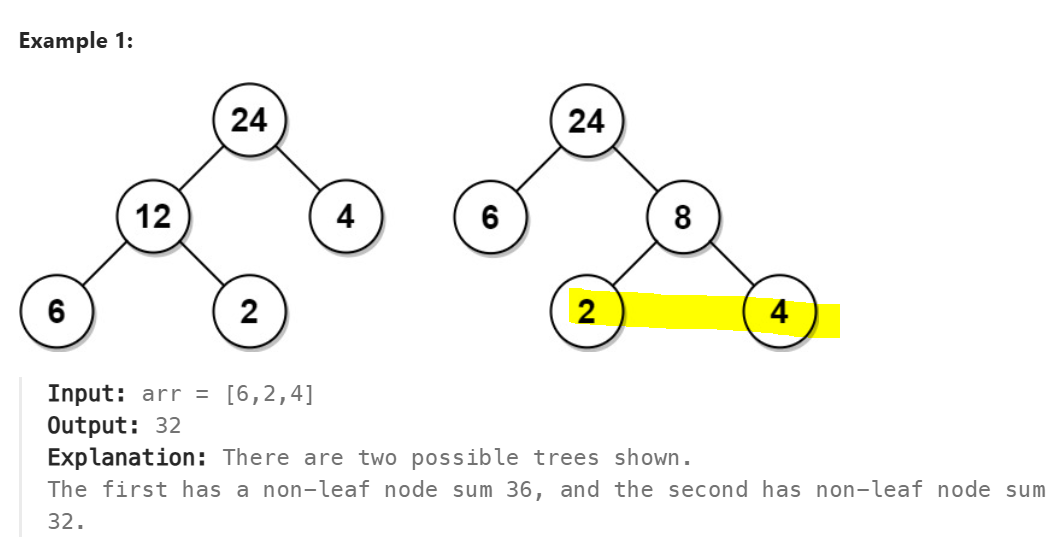 Example 1:
24
24
12
4
6
8
6
2
2
4
Input: arr = [6,2,4]
Output: 32
Explanation: There are two possible trees shown.
The first has a non-leaf node sum 36, and the second has non-leaf node sum
32.